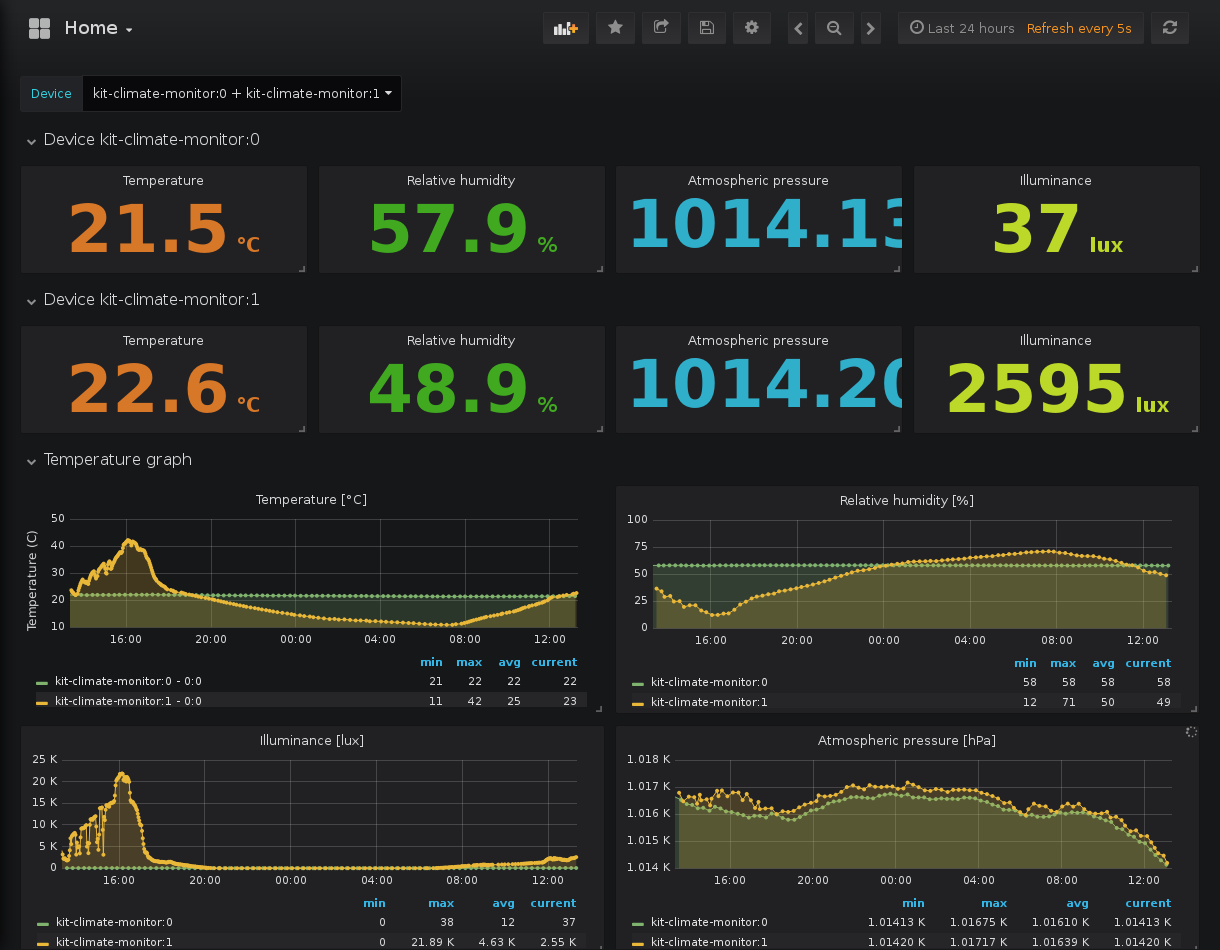 Home
Last 24 hours Refresh every 5s
Device kit-climate-monitor:0 + kit-climate-monitor:1
Device kit-climate-monitor:0
Temperature Relative humidity Atmospheric pressure Illuminance
21.5 °C 57.9 % 1014.13 37 lux
Device kit-climate-monitor:1
Temperature Relative humidity Atmospheric pressure Illuminance
22.6 °C 48.9 % 1014.20 2595 lux
Temperature graph
Temperature [°C]
Temperature (C)
50
40
30
20
10
16:00 20:00 00:00 04:00 08:00 12:00
min max avg current
kit-climate-monitor:0 - 0:0 21 22 22 22
kit-climate-monitor:1 - 0:0 11 42 25 23
Relative humidity [%]
100
75
50
25
0
16:00 20:00 00:00 04:00 08:00 12:00
min max avg current
kit-climate-monitor:0 58 58 58 58
kit-climate-monitor:1 12 71 50 49
Illuminance [lux]
25 K
20 K
15 K
10 K
5 K
0
16:00 20:00 00:00 04:00 08:00 12:00
min max avg current
kit-climate-monitor:0 0 38 12 37
kit-climate-monitor:1 0 21.89 K 4.63 K 2.55 K
Atmospheric pressure [hPa]
1.018 K
1.017 K
1.016 K
1.015 K
1.014 K
16:00 20:00 00:00 04:00 08:00 12:00
min max avg current
kit-climate-monitor:0 1.01413 K 1.01675 K 1.01610 K 1.01413 K
kit-climate-monitor:1 1.01420 K 1.01717 K 1.01639 K 1.01420 K